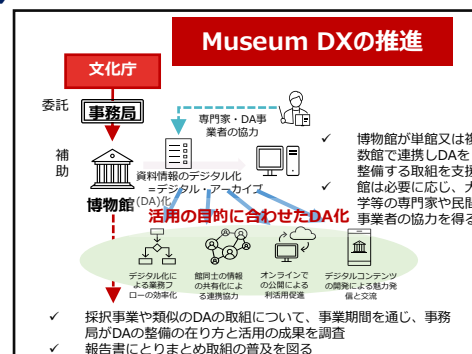 Museum DXの推進
文化庁
委託
事務局
専門家・DA事
業者の協力
補
助
博物館
資料情報のデジタル化
=デジタル・アーカイブ
(DA)化
✓ 博物館が単館又は複
数館で連携しDAを
整備する取組を支援
✓ 館は必要に応じ、大
学等の専門家や民間
事業者の協力を得る
活用の目的に合わせたDA化
デジタル化に
よる業務フ
ローの効率化
館同士の情報
の共有化によ
る連携協力
オンラインで
の公開による
利活用促進
デジタルコンテンツ
の開発による魅力発
信と交流
✓ 採択事業や類似のDAの取組について、事業期間を通じ、事務
局がDAの整備の在り方と活用の成果を調査
✓ 報告書にとりまとめ取組の普及を図る